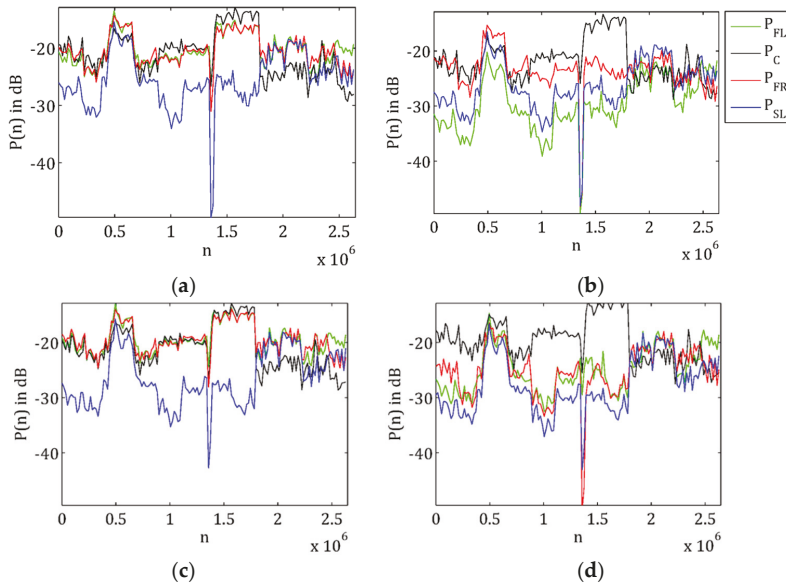 P(n) in dB
-20
-30
-40
0 0.5 1 1.5 2 2.5
n
x 10^6
(a)
P(n) in dB
-20
-30
-40
0 0.5 1 1.5 2 2.5
n
x 10^6
(b)
P_FL
P_C
P_FR
P_SL
P(n) in dB
-20
-30
-40
0 0.5 1 1.5 2 2.5
n
x 10^6
(c)
P(n) in dB
-20
-30
-40
0 0.5 1 1.5 2 2.5
n
x 10^6
(d)